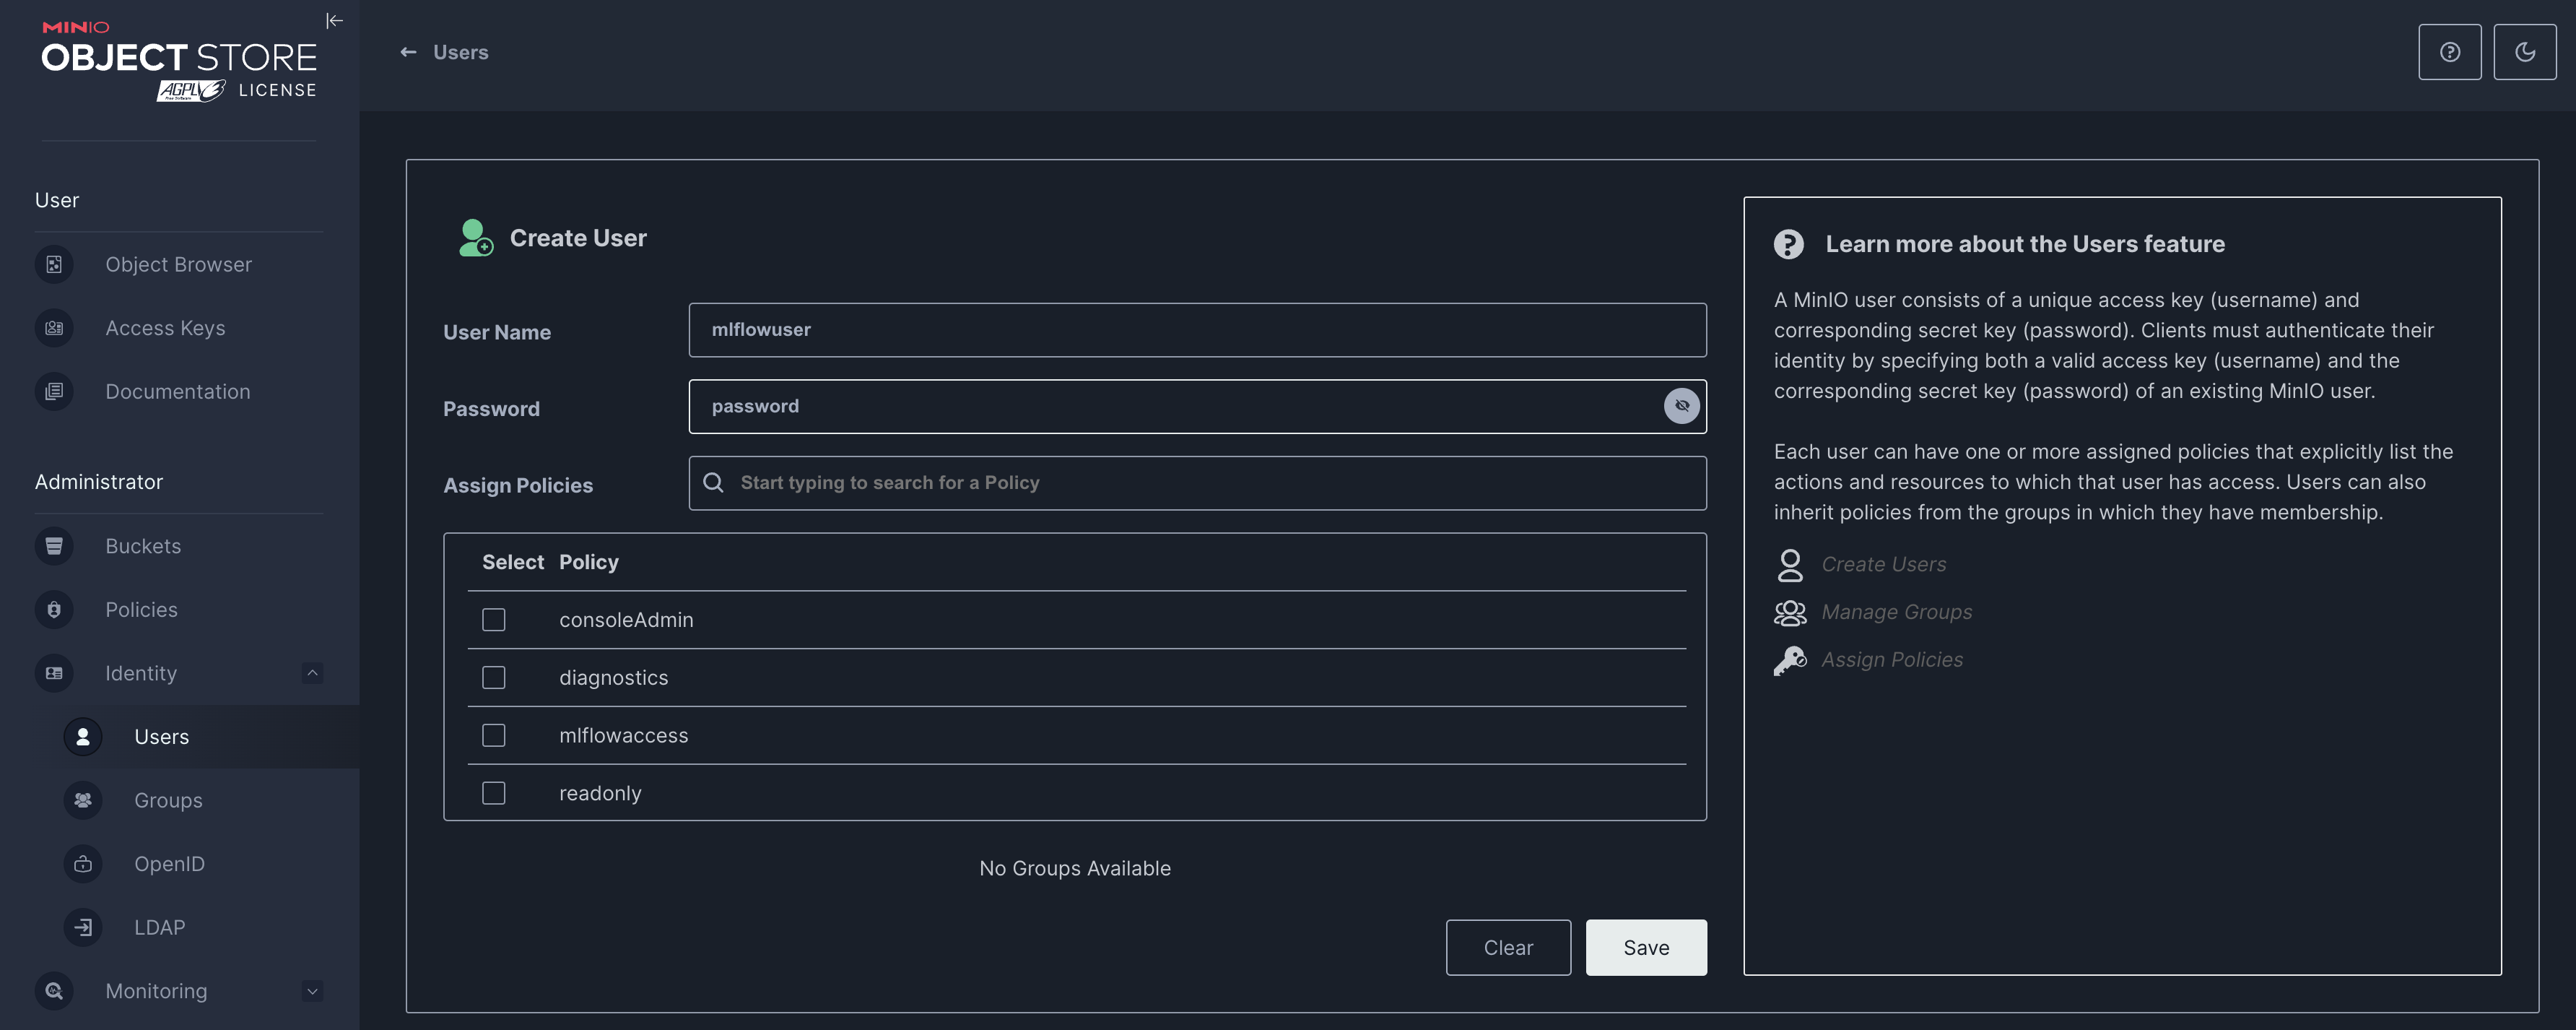 MINIO
OBJECT STORE
AGPL v3 LICENSE
Free Software
User
Object Browser
Access Keys
Documentation
Administrator
Buckets
Policies
Identity
Users
Groups
OpenID
LDAP
Monitoring
Users
Create User
User Name
mlflowuser
Password
password
Assign Policies
Start typing to search for a Policy
Select Policy
consoleAdmin
diagnostics
mlflowaccess
readonly
No Groups Available
Clear
Save
Learn more about the Users feature
A MinIO user consists of a unique access key (username) and
corresponding secret key (password). Clients must authenticate their
identity by specifying both a valid access key (username) and the
corresponding secret key (password) of an existing MinIO user.
Each user can have one or more assigned policies that explicitly list the
actions and resources to which that user has access. Users can also
inherit policies from the groups in which they have membership.
Create Users
Manage Groups
Assign Policies